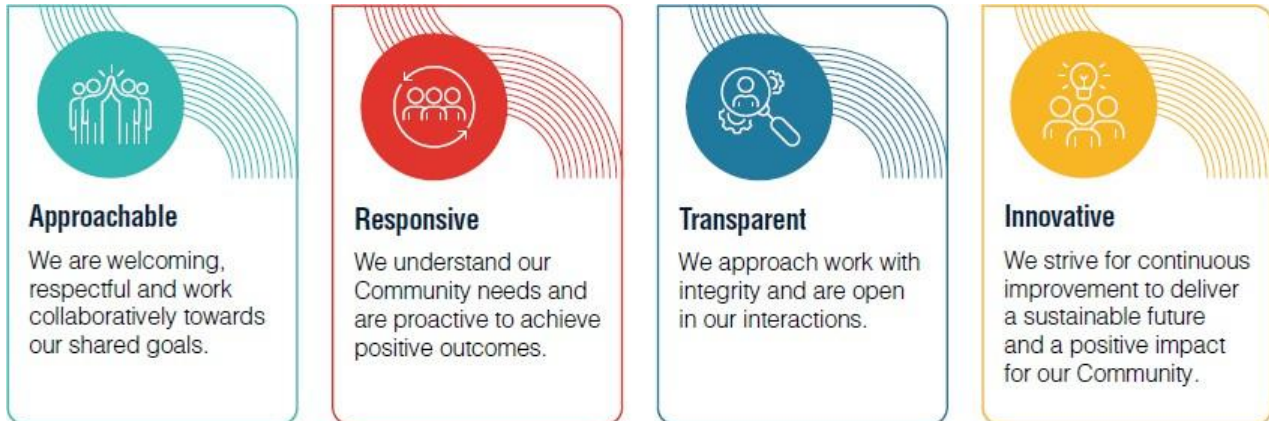 Approachable
We are welcoming,
respectful and work
collaboratively towards
our shared goals.
Responsive
We understand our
Community needs and
are proactive to achieve
positive outcomes.
Transparent
We approach work with
integrity and are open
in our interactions.
Innovative
We strive for continuous
improvement to deliver
a sustainable future
and a positive impact
for our Community.